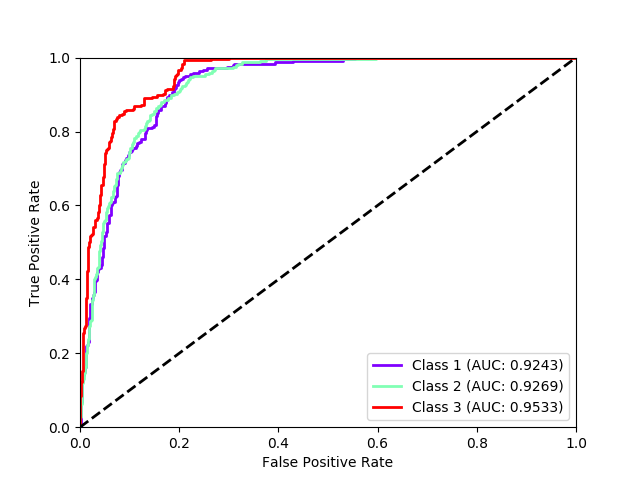 1.0
0.8
0.6
0.4
0.2
0.0
True Positive Rate
0.0 0.2 0.4 0.6 0.8 1.0
False Positive Rate
Class 1 (AUC: 0.9243)
Class 2 (AUC: 0.9269)
Class 3 (AUC: 0.9533)